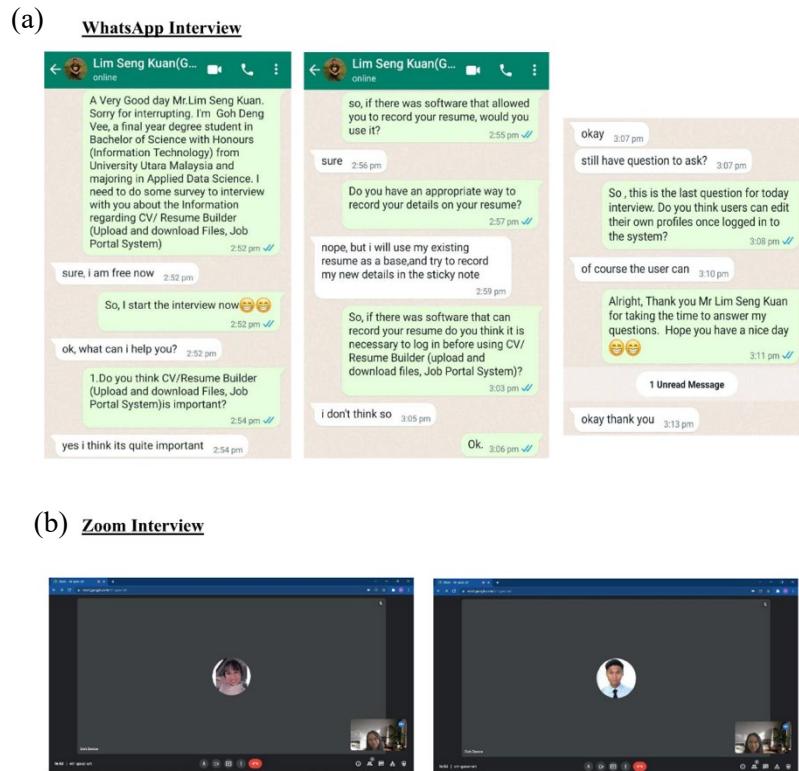 (a)
WhatsApp Interview
Lim Seng Kuan(G...
online
A Very Good day Mr.Lim Seng Kuan.
Sorry for interrupting. I'm Goh Deng
Vee, a final year degree student in
Bachelor of Science with Honours
(Information Technology) from
University Utara Malaysia and
majoring in Applied Data Science. I
need to do some survey to interview
with you about the Information
regarding CV/ Resume Builder
(Upload and download Files, Job
Portal System)
2:52 pm
sure, i am free now 2:52 pm
So, I start the interview now😁😁
2:52 pm
ok, what can i help you? 2:52 pm
1.Do you think CV/Resume Builder
(Upload and download Files, Job
Portal System)is important?
2:54 pm
yes i think its quite important 2:54 pm
Lim Seng Kuan(G...
online
so, if there was software that allowed
you to record your resume, would you
use it?
2:55 pm
sure 2:56 pm
Do you have an appropriate way to
record your details on your resume?
2:57 pm
nope, but i will use my existing
resume as a base,and try to record
my new details in the sticky note
2:59 pm
So, if there was software that can
record your resume do you think it is
necessary to log in before using CV/
Resume Builder (upload and
download files, Job Portal System)?
3:03 pm
i don't think so 3:05 pm
Ok. 3:06 pm
okay 3:07 pm
still have question to ask? 3:07 pm
So , this is the last question for today
interview. Do you think users can edit
their own profiles once logged in to
the system?
3:08 pm
of course the user can 3:10 pm
Alright, Thank you Mr Lim Seng Kuan
for taking the time to answer my
questions. Hope you have a nice day
😁😁
3:11 pm
1 Unread Message
okay thank you 3:13 pm
(b)
Zoom Interview